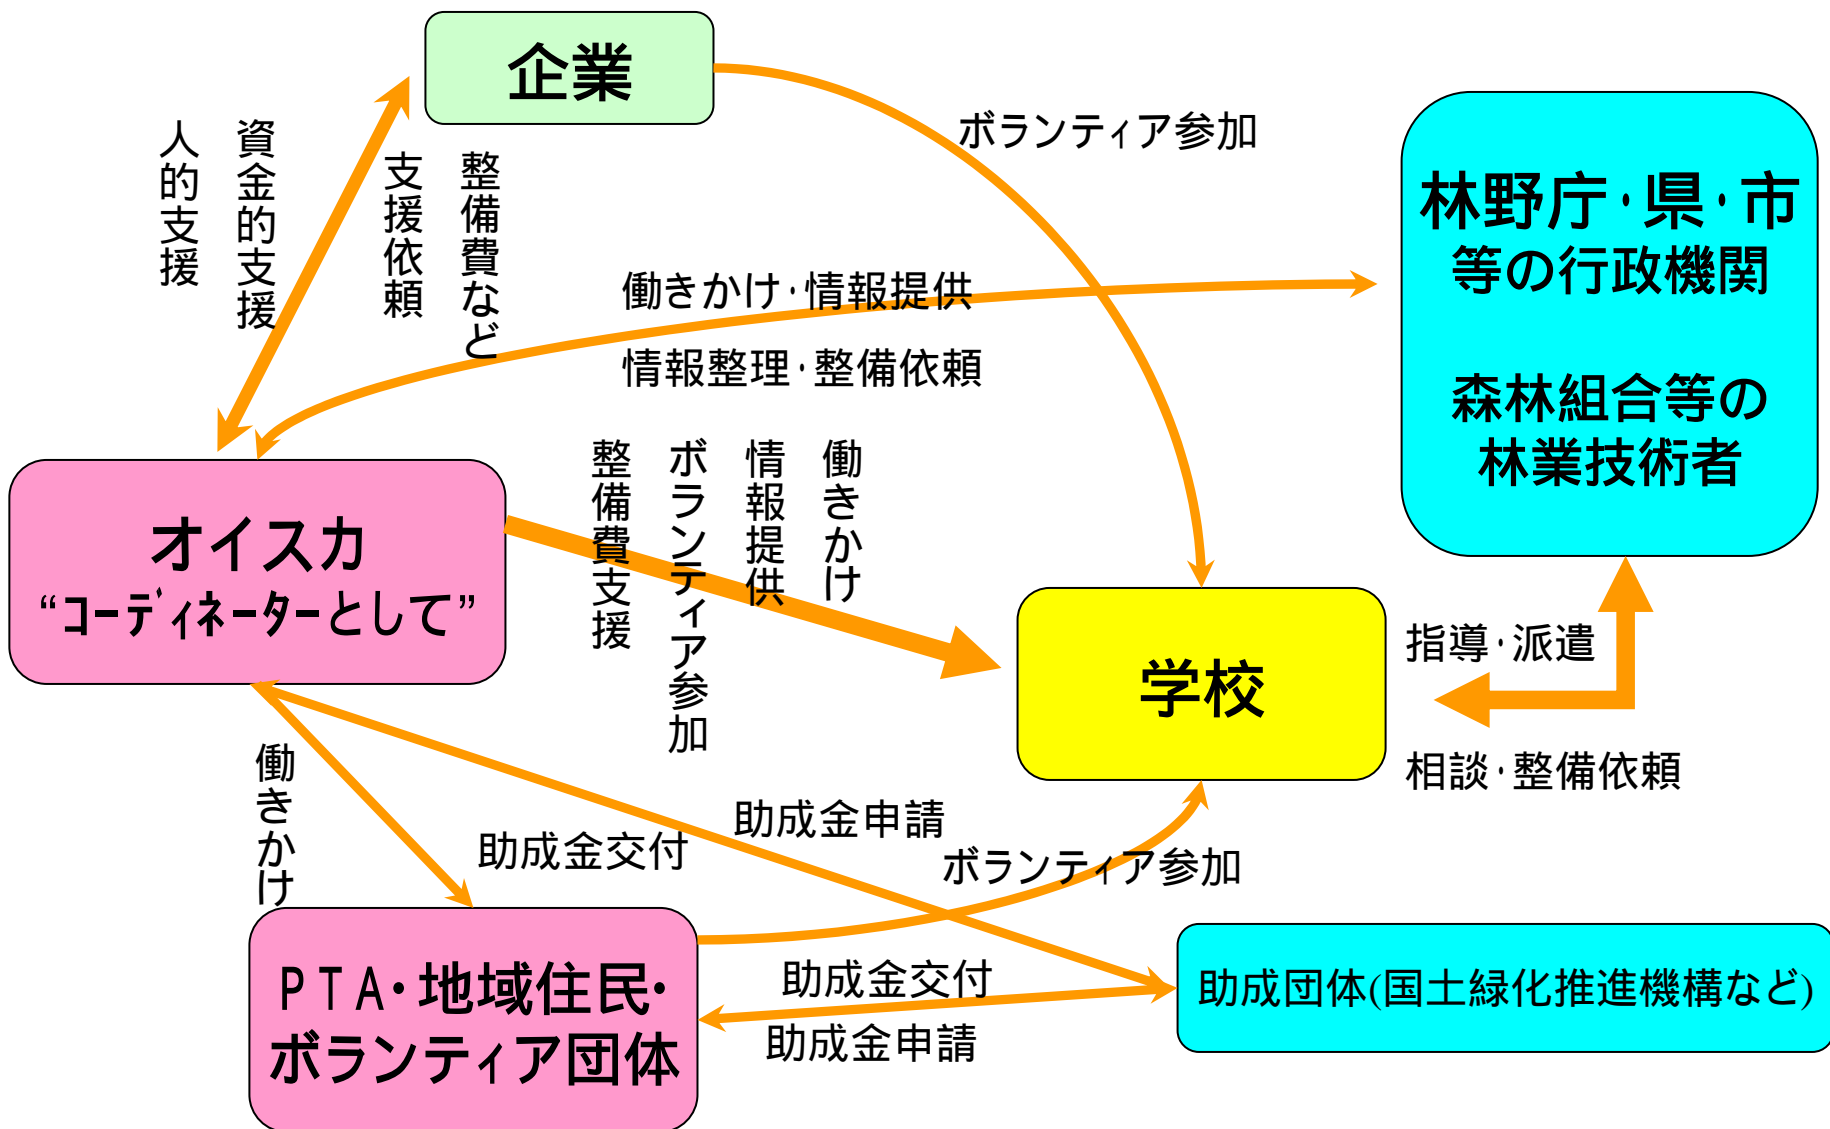 企業
ボランティア参加
資金的支援
人的支援
整備費など
支援依頼
林野庁・県・市
等の行政機関
森林組合等の
林業技術者
働きかけ・情報提供
情報整理・整備依頼
働きかけ
情報提供
ボランティア参加
整備費支援
オイスカ
“コーディネーターとして”
学校
指導・派遣
相談・整備依頼
働きかけ
助成金申請
助成金交付
ボランティア参加
PTA・地域住民・
ボランティア団体
助成金交付
助成金申請
助成団体(国土緑化推進機構など)